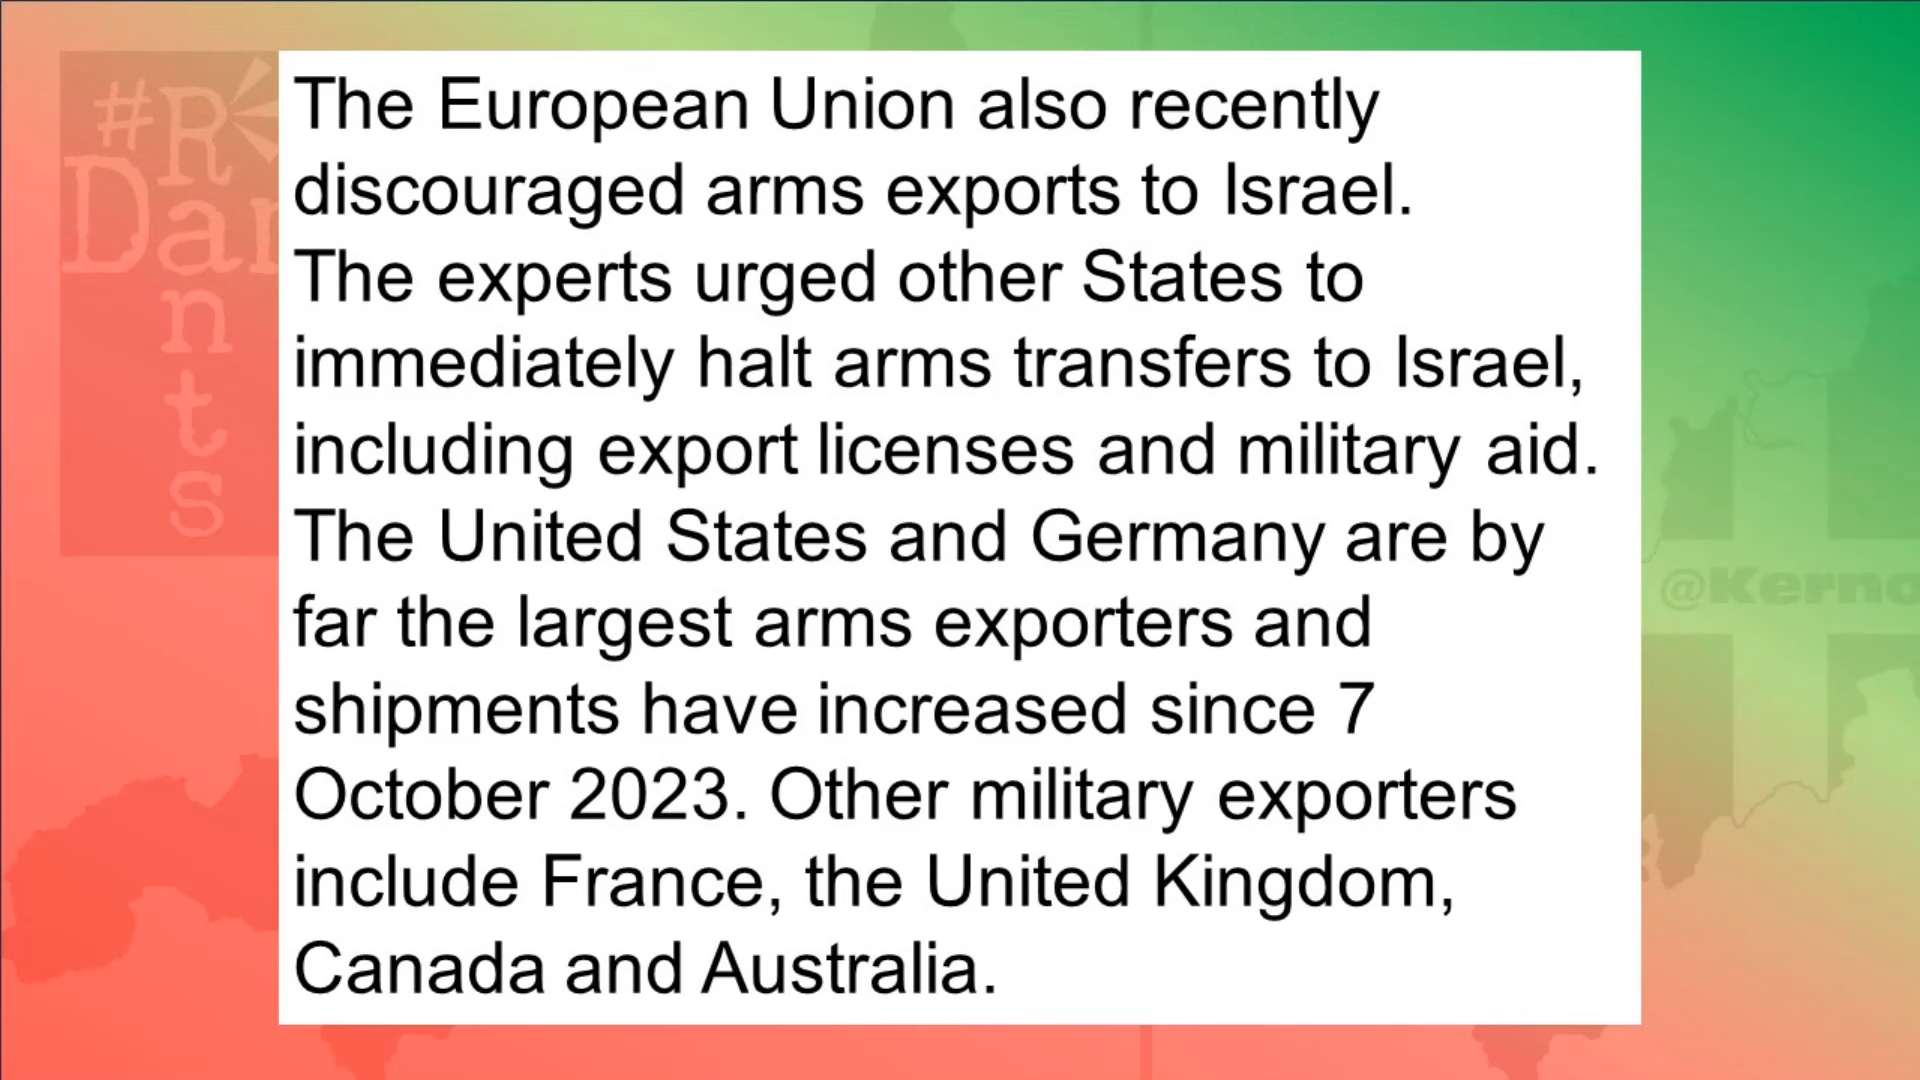 #R
Dan
n
t
s
The European Union also recently
discouraged arms exports to Israel.
The experts urged other States to
immediately halt arms transfers to Israel,
including export licenses and military aid.
The United States and Germany are by
far the largest arms exporters and
shipments have increased since 7
October 2023. Other military exporters
include France, the United Kingdom,
Canada and Australia.
@Kerno